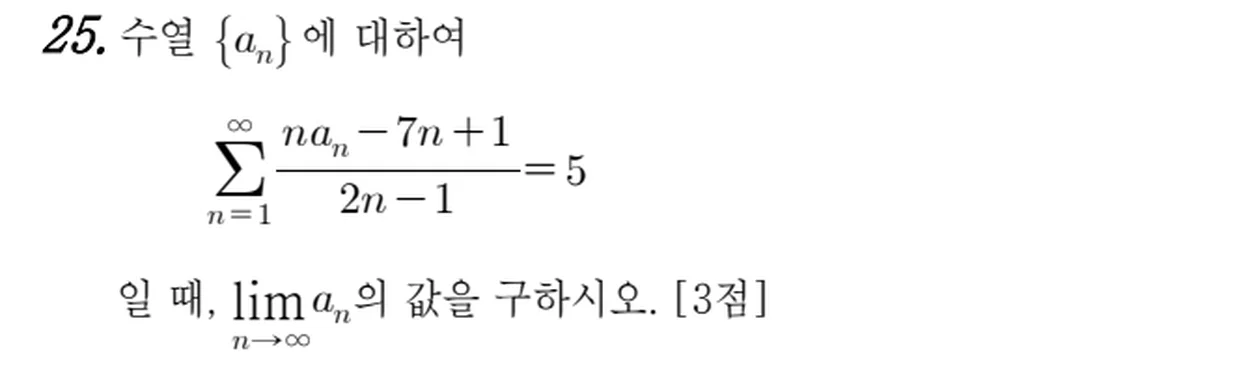 25. 수열 {aₙ}에 대하여
∑_{n=1}^{∞} (naₙ − 7n + 1)/(2n − 1) = 5
일 때, lim_{n→∞} aₙ의 값을 구하시오. [3점]